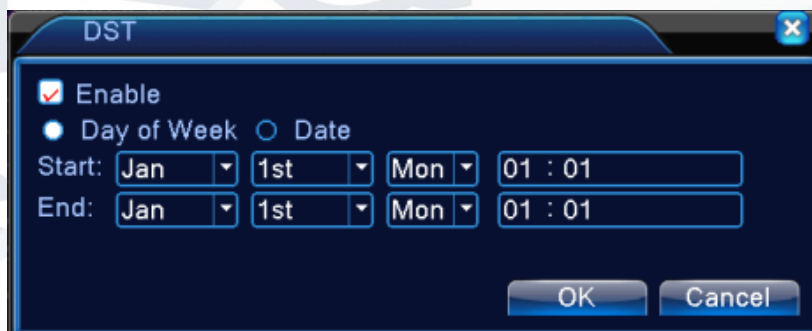 DST
Enable
Day of Week Date
Start: Jan 1st Mon 01 : 01
End: Jan 1st Mon 01 : 01
OK Cancel